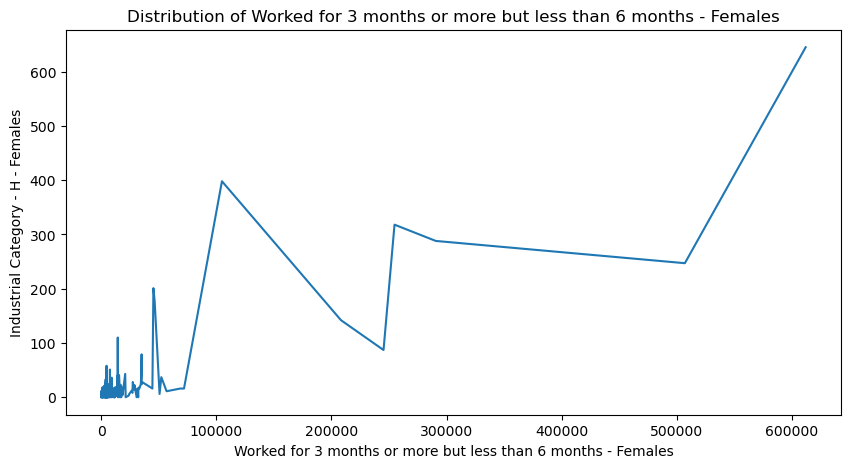 Distribution of Worked for 3 months or more but less than 6 months - Females
600
500
400
300
200
100
0
Industrial Category - H - Females
0 100000 200000 300000 400000 500000 600000
Worked for 3 months or more but less than 6 months - Females